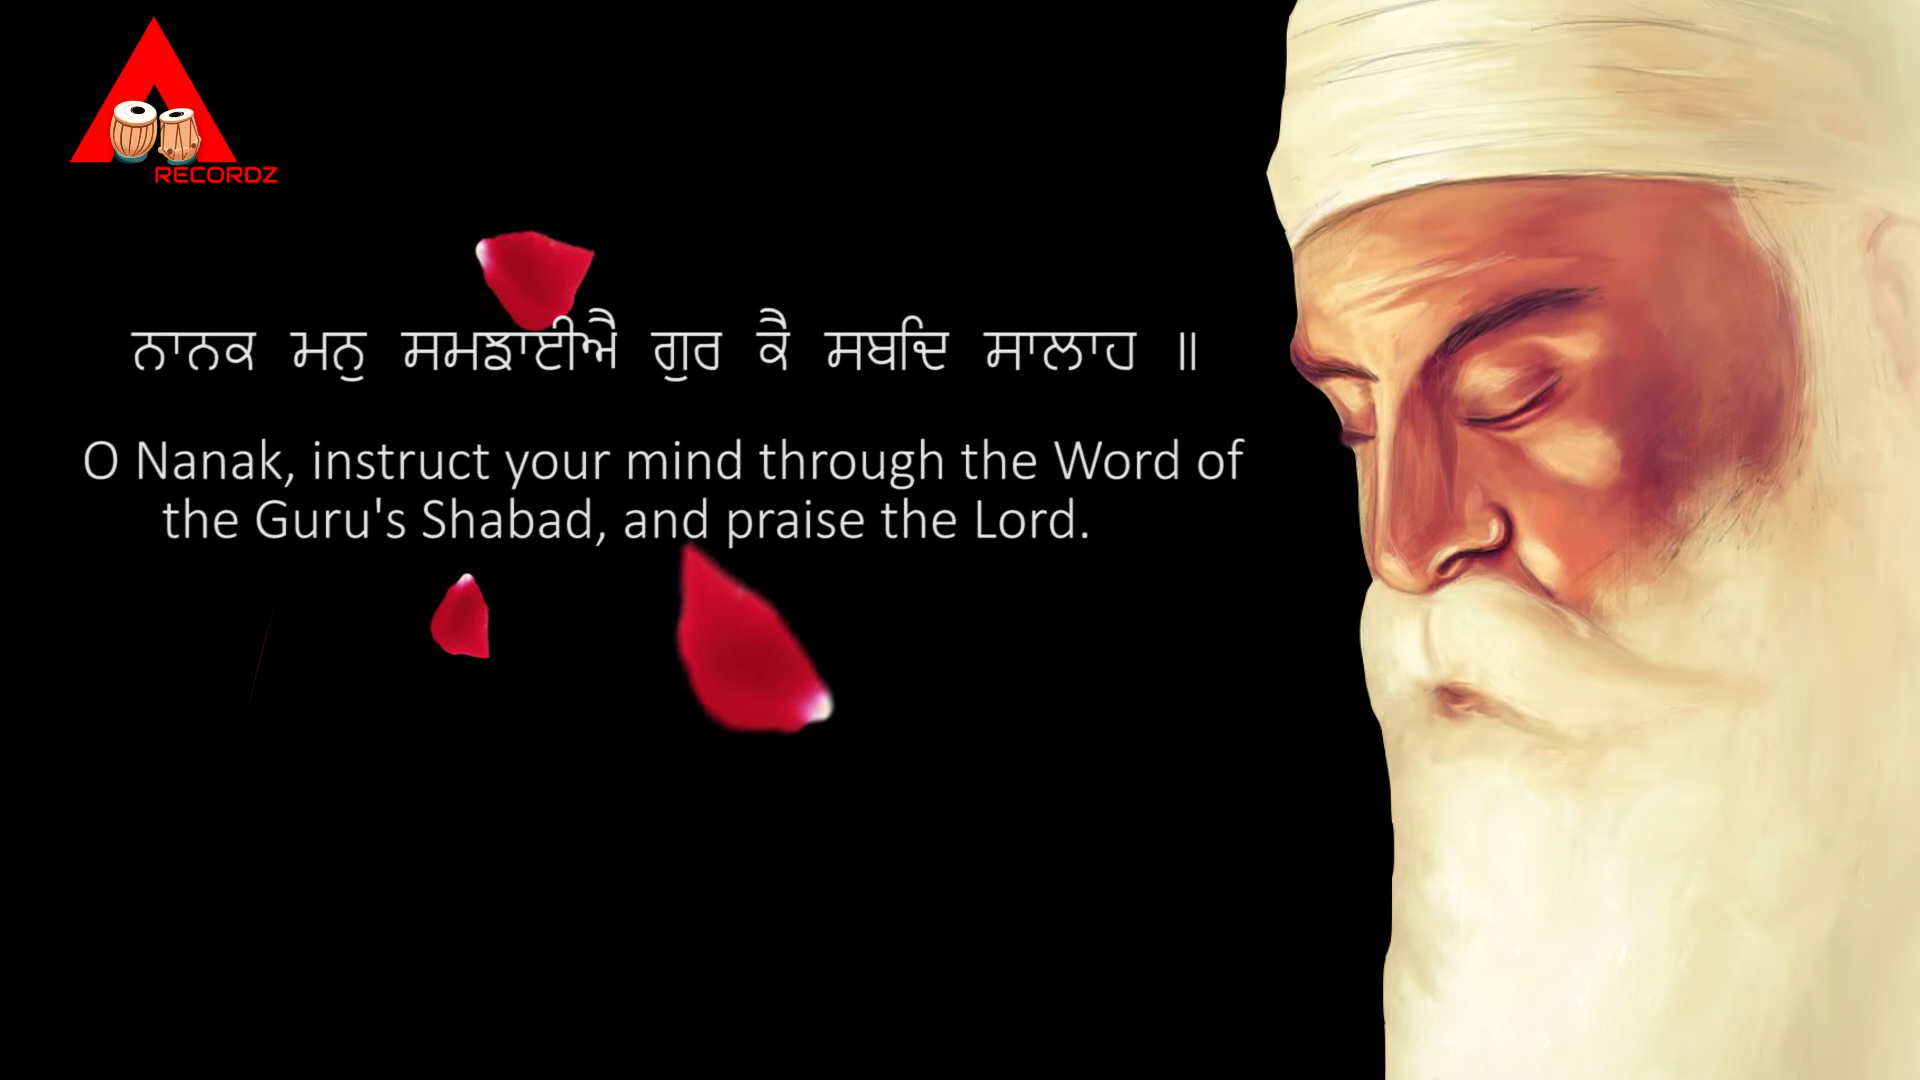 RECORDZ
ਨਾਨਕ ਮਨੁ ਸਮਝਾਈਐ ਗੁਰ ਕੈ ਸਬਦਿ ਸਾਲਾਹ ॥
O Nanak, instruct your mind through the Word of
the Guru's Shabad, and praise the Lord.